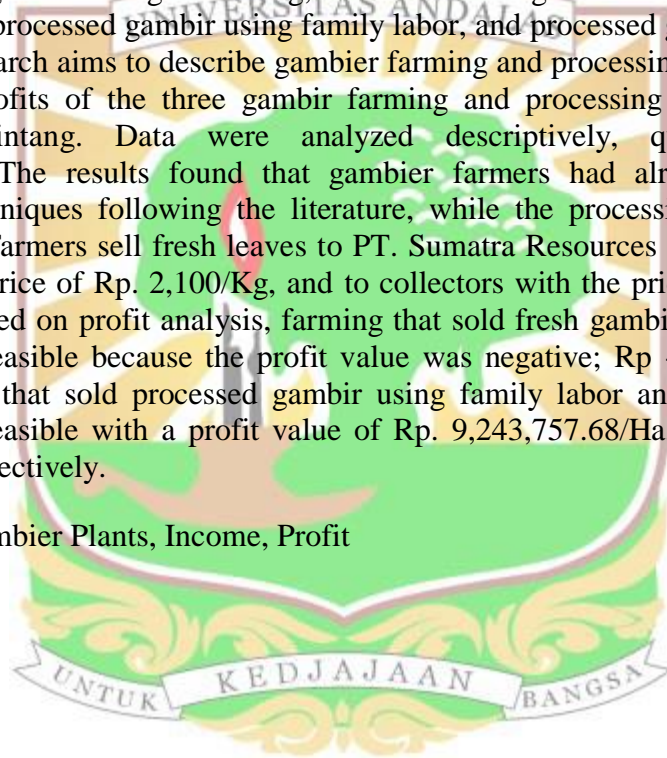 UNIVERSITAS ANDALAS
processed gambir using family labor, and processed
arch aims to describe gambier farming and processin
ofits of the three gambir farming and processing
intang. Data were analyzed descriptively, q
The results found that gambier farmers had alr
niques following the literature, while the process
farmers sell fresh leaves to PT. Sumatra Resources
rice of Rp. 2,100/Kg, and to collectors with the pri
ed on profit analysis, farming that sold fresh gambi
easible because the profit value was negative; Rp
that sold processed gambir using family labor an
easible with a profit value of Rp. 9,243,757.68/Ha
ectively.
mbier Plants, Income, Profit
UNTUK KEDJAJAAN BANGSA